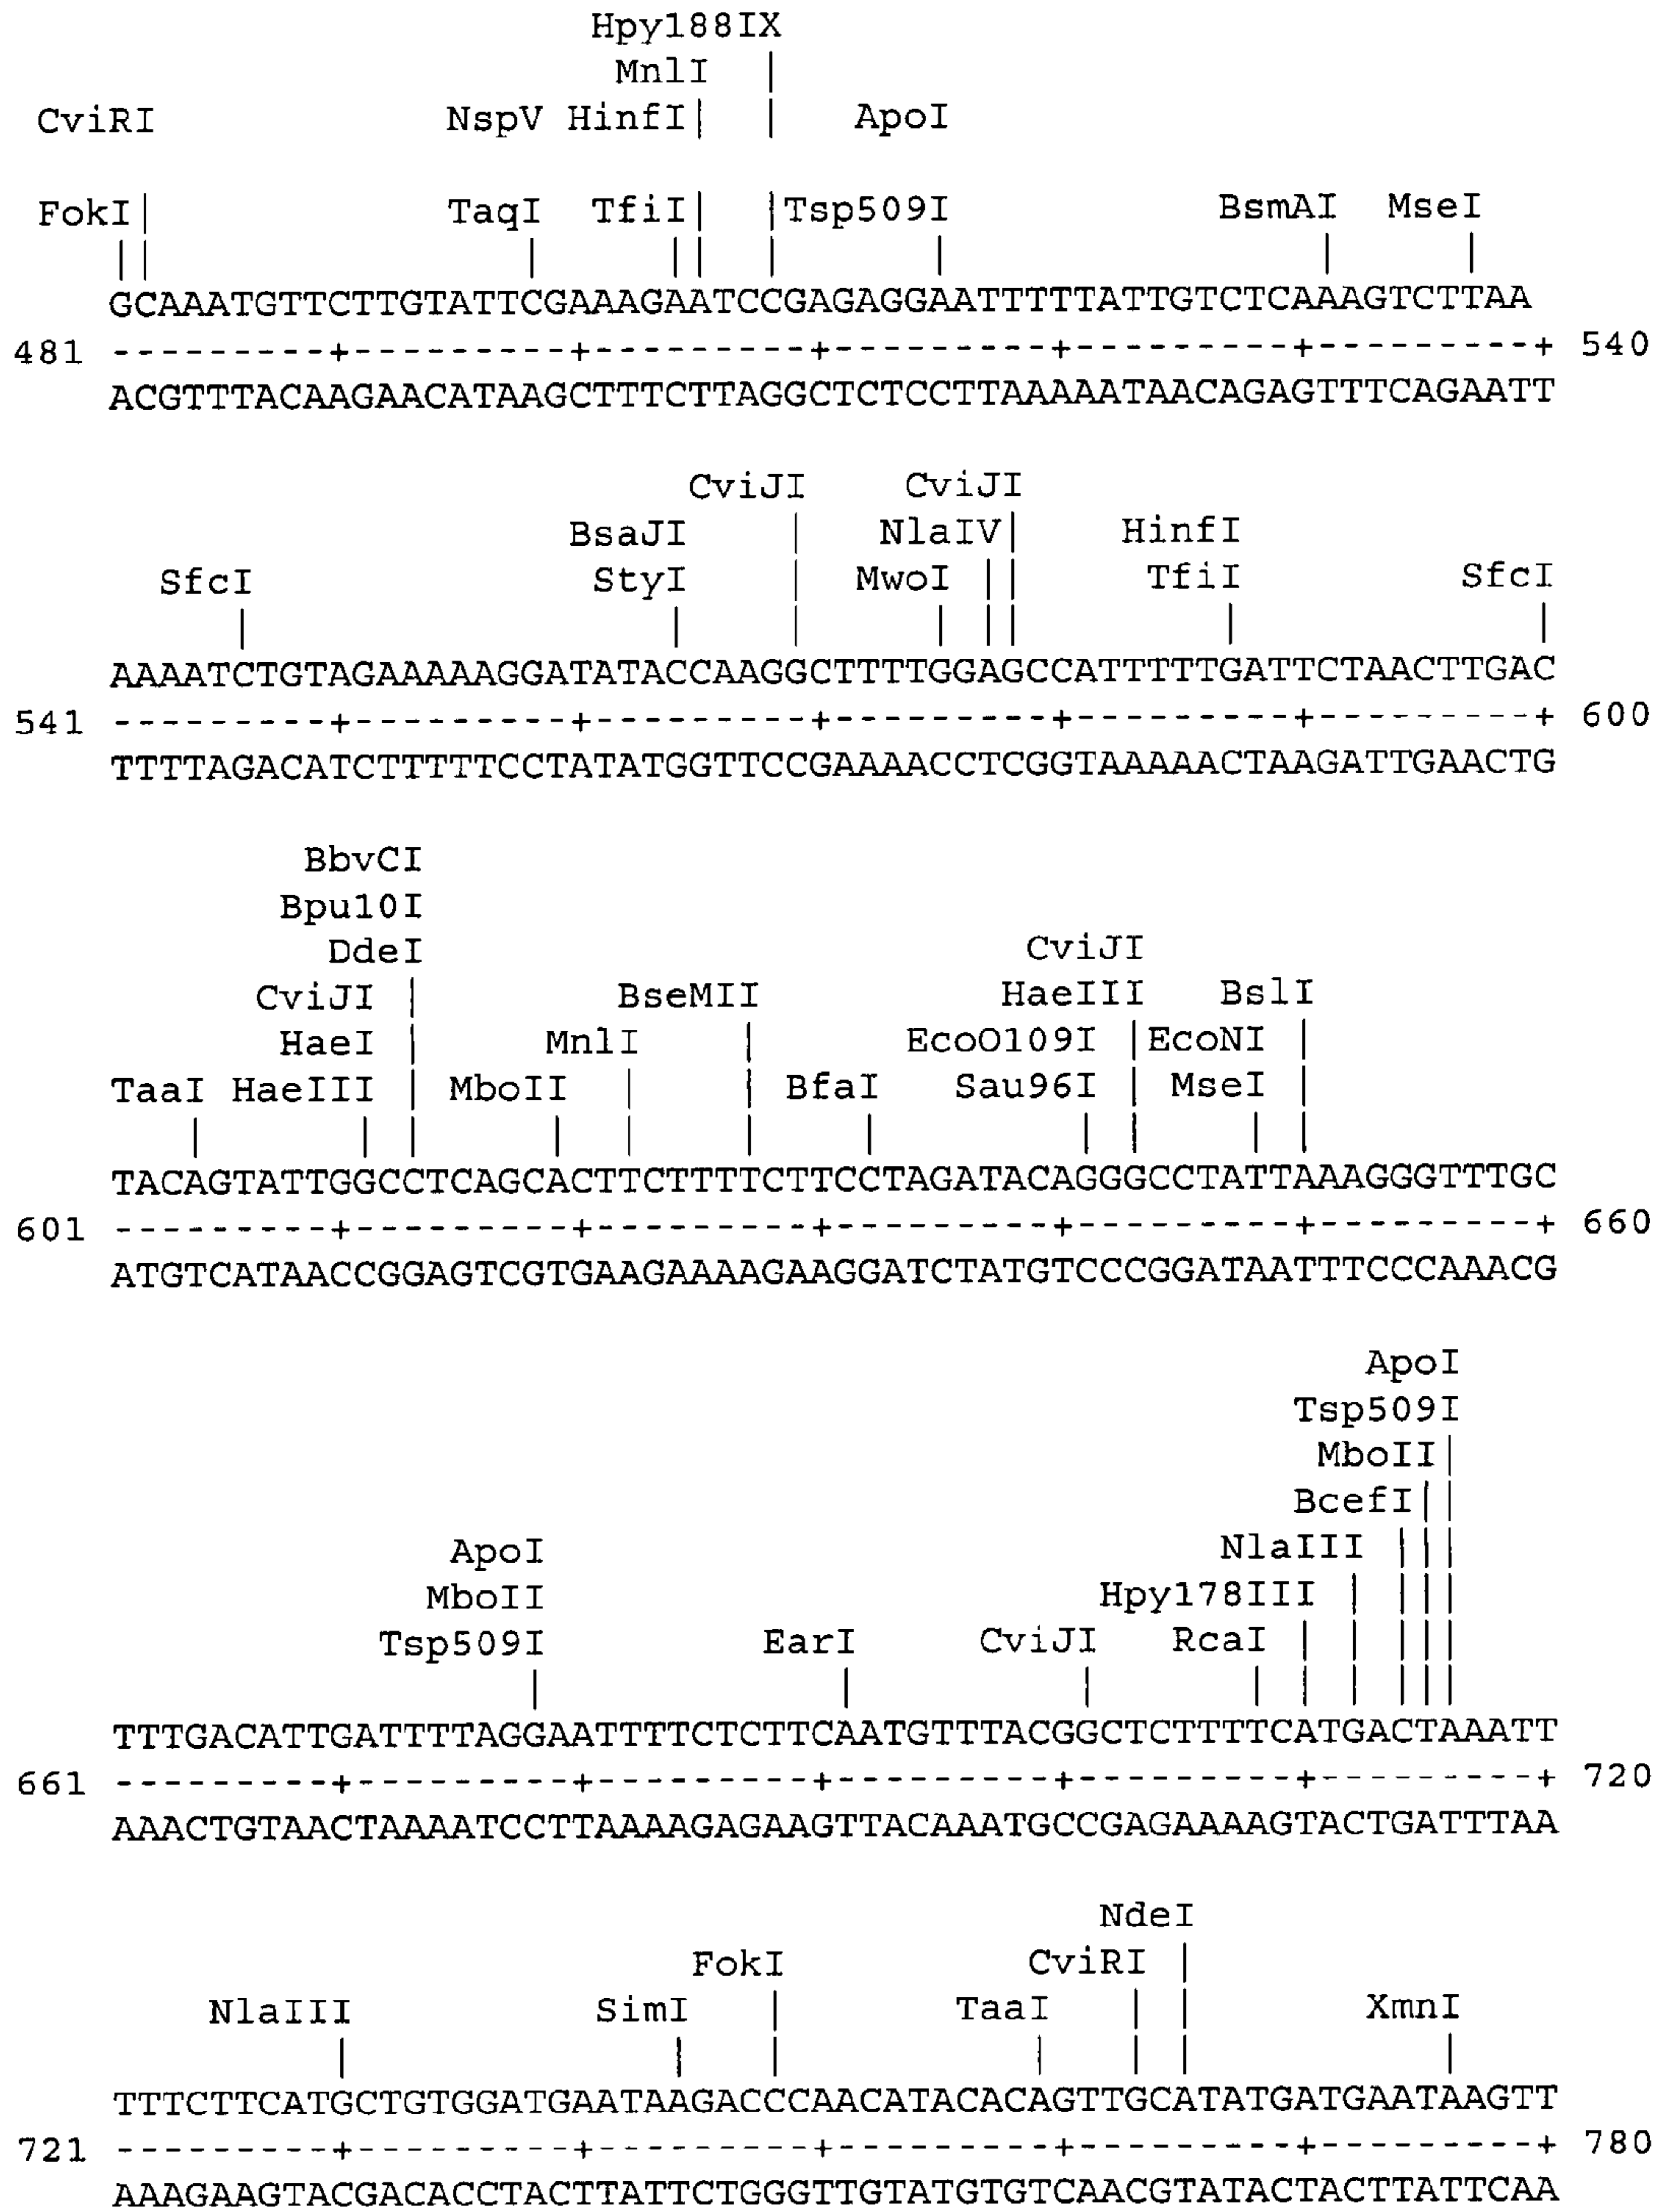 Hpy188IX
MnlI |
CviRI NspV HinfI| | ApoI
FokI| TaqI TfiI| |Tsp509I BsmAI MseI
|| | || | | | |
GCAAATGTTCTTGTATTCGAAAGAATCCGAGAGGAATTTTTATTGTCTCAAAGTCTTAA
481 ---------+---------+---------+---------+---------+---------+ 540
ACGTTTACAAGAACATAAGCTTTCTTAGGCTCTCCTTAAAAATAACAGAGTTTCAGAATT
CviJI CviJI
BsaJI | NlaIV| HinfI
SfcI StyI | MwoI || TfiI SfcI
| | | | || | |
AAAATCTGTAGAAAAAGGATATACCAAGGCTTTTGGAGCCATTTTTGATTCTAACTTGAC
541 ---------+---------+---------+---------+---------+---------+ 600
TTTTAGACATCTTTTTCCTATATGGTTCCGAAAACCTCGGTAAAAACTAAGATTGAACTG
BbvCI
Bpu10I
DdeI CviJI
CviJI | BseMII HaeIII BslI
HaeI | MnlI | EcoO109I |EcoNI |
TaaI HaeIII | MboII | | BfaI Sau96I | MseI |
| | | | | | | | | | |
TACAGTATTGGCCTCAGCACTTCTTTTCTTCCTAGATACAGGGCCTATTAAAGGGTTTGC
601 ---------+---------+---------+---------+---------+---------+ 660
ATGTCATAACCGGAGTCGTGAAGAAAAGAAGGATCTATGTCCCGGATAATTTCCCAAACG
ApoI
Tsp509I
MboII|
BcefI||
ApoI NlaIII |||
MboII Hpy178III | |||
Tsp509I EarI CviJI RcaI | | |||
| | | | | | |||
TTTGACATTGATTTTAGGAATTTTCTCTTCAATGTTTACGGCTCTTTTCATGACTAAATT
661 ---------+---------+---------+---------+---------+---------+ 720
AAACTGTAACTAAAATCCTTAAAAGAGAAGTTACAAATGCCGAGAAAAGTACTGATTTAA
NdeI
FokI CviRI |
NlaIII SimI | TaaI | | XmnI
| | | | | | |
TTTCTTCATGCTGTGGATGAATAAGACCCAACATACACAGTTGCATATGATGAATAAGTT
721 ---------+---------+---------+---------+---------+---------+ 780
AAAGAAGTACGACACCTACTTATTCTGGGTTGTATGTGTCAACGTATACTACTTATTCAA